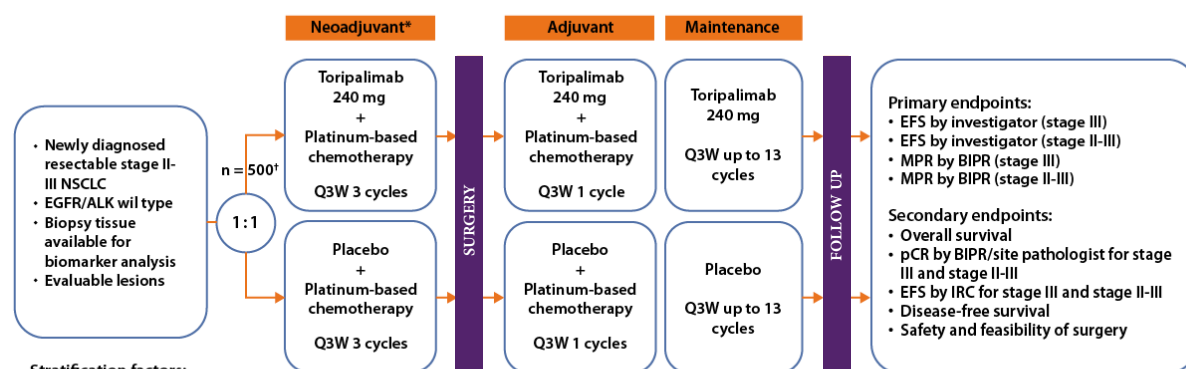 Neoadjuvant*
Adjuvant
Maintenance
• Newly diagnosed
resectable stage II-
III NSCLC
• EGFR/ALK wil type
• Biopsy tissue
available for
biomarker analysis
• Evaluable lesions
n = 500†
1:1
Toripalimab
240 mg
+
Platinum-based
chemotherapy
Q3W 3 cycles
Placebo
+
Platinum-based
chemotherapy
Q3W 3 cycles
SURGERY
Toripalimab
240 mg
+
Platinum-based
chemotherapy
Q3W 1 cycle
Placebo
+
Platinum-based
chemotherapy
Q3W 1 cycles
Toripalimab
240 mg
Q3W up to 13
cycles
Placebo
Q3W up to 13
cycles
FOLLOW UP
Primary endpoints:
• EFS by investigator (stage III)
• EFS by investigator (stage II-III)
• MPR by BIPR (stage III)
• MPR by BIPR (stage II-III)
Secondary endpoints:
• Overall survival
• pCR by BIPR/site pathologist for stage
III and stage II-III
• EFS by IRC for stage III and stage II-III
• Disease-free survival
• Safety and feasibility of surgery
Stratification factors: